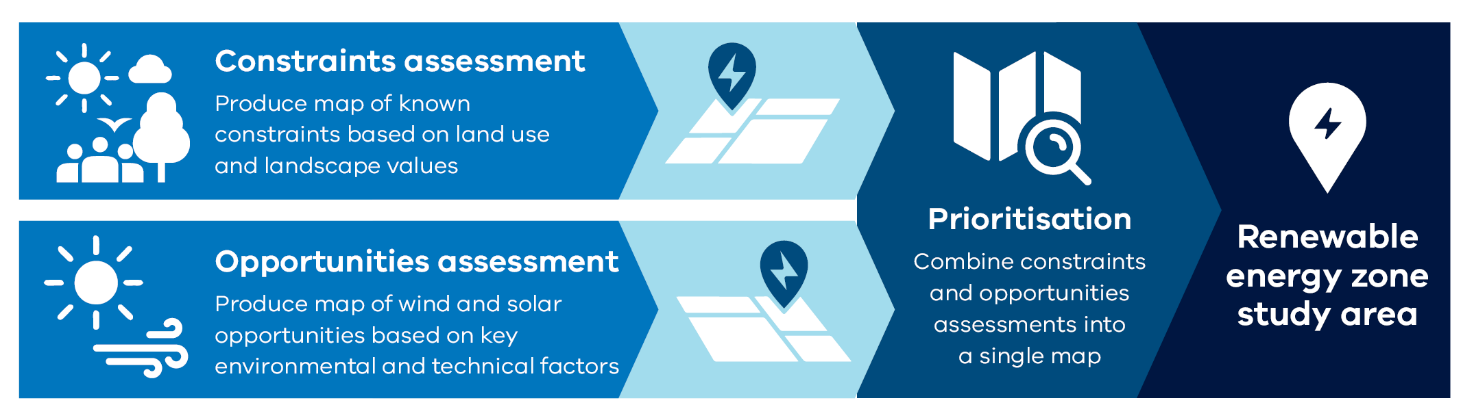 Constraints assessment
Produce map of known
constraints based on land use
and landscape values
Opportunities assessment
Produce map of wind and solar
opportunities based on key
environmental and technical factors
Prioritisation
Combine constraints
and opportunities
assessments into
a single map
Renewable
energy zone
study area